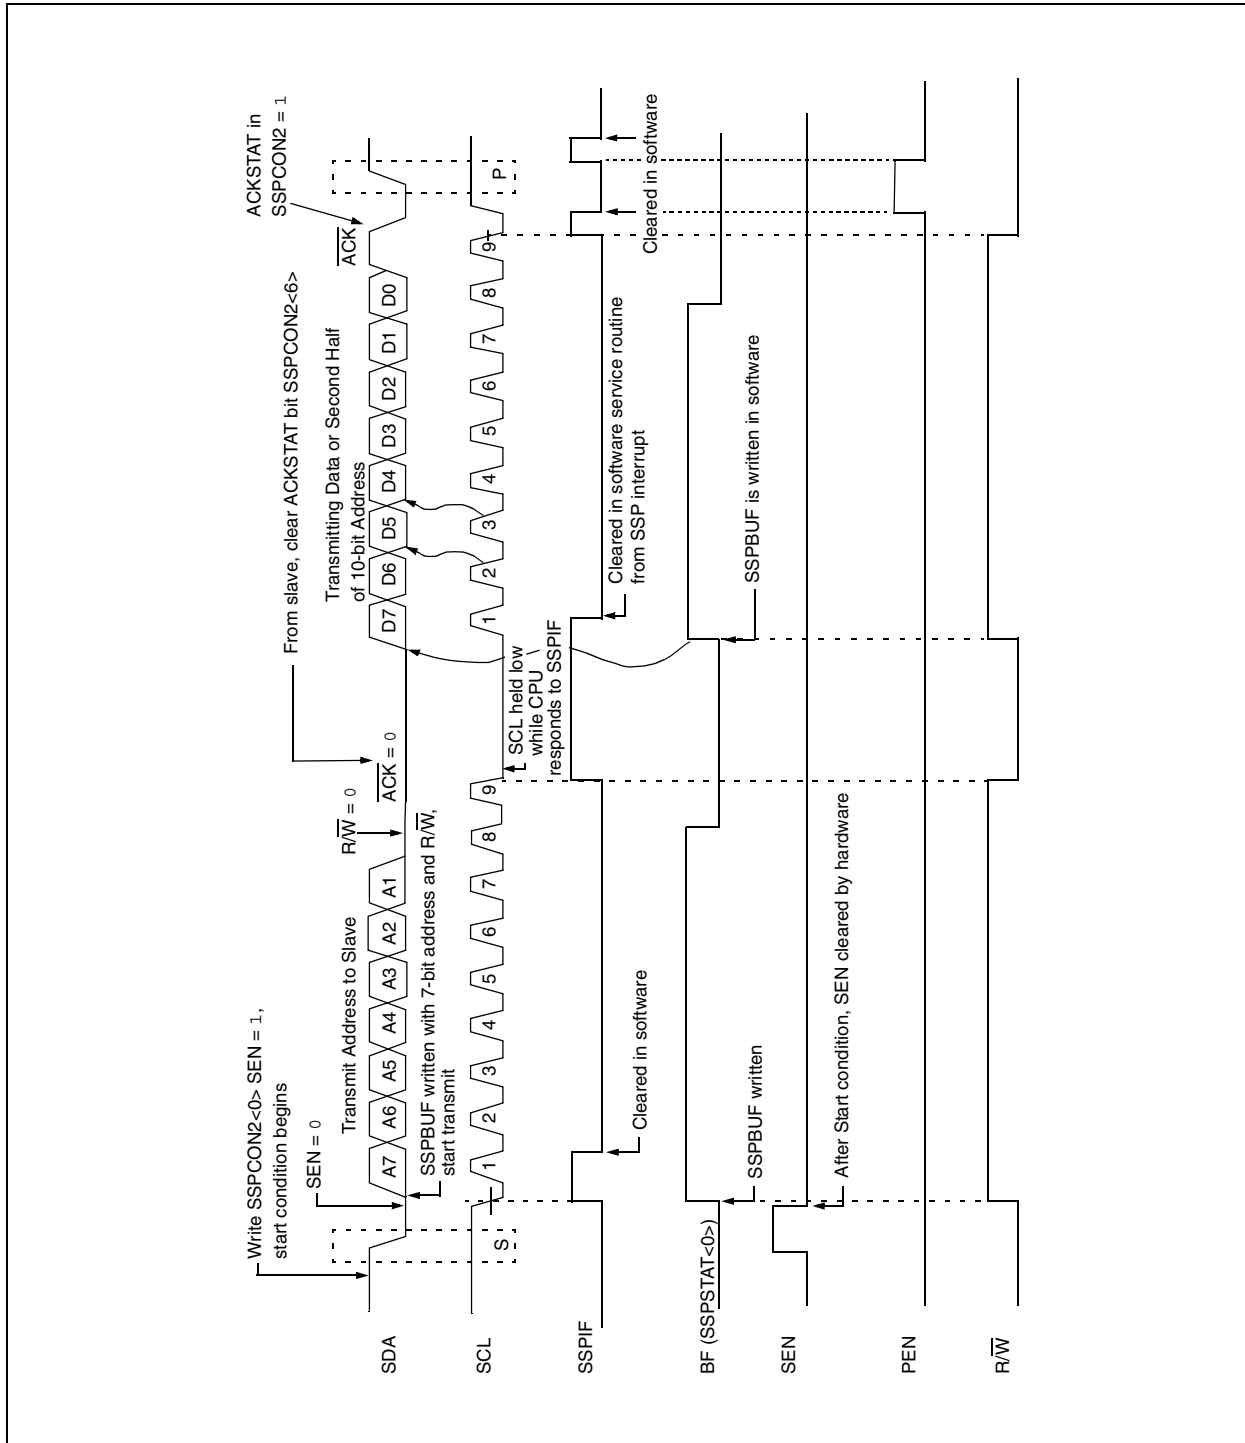 Write SSPCON2<0> SEN = 1,
start condition begins
SEN = 0
Transmit Address to Slave
R/W̅ = 0
From slave, clear ACKSTAT bit SSPCON2<6>
A̅C̅K̅ = 0
Transmitting Data or Second Half
of 10-bit Address
ACKSTAT in
SSPCON2 = 1
A̅C̅K̅
SDA
A7 A6 A5 A4 A3 A2 A1
D7 D6 D5 D4 D3 D2 D1 D0
SSPBUF written with 7-bit address and R/W̅,
start transmit
SCL
S
1 2 3 4 5 6 7 8 9
1 2 3 4 5 6 7 8 9
P
SCL held low
while CPU
responds to SSPIF
SSPIF
Cleared in software
Cleared in software service routine
from SSP interrupt
Cleared in software
BF (SSPSTAT<0>)
SSPBUF written
SSPBUF is written in software
SEN
After Start condition, SEN cleared by hardware
PEN
R/W̅